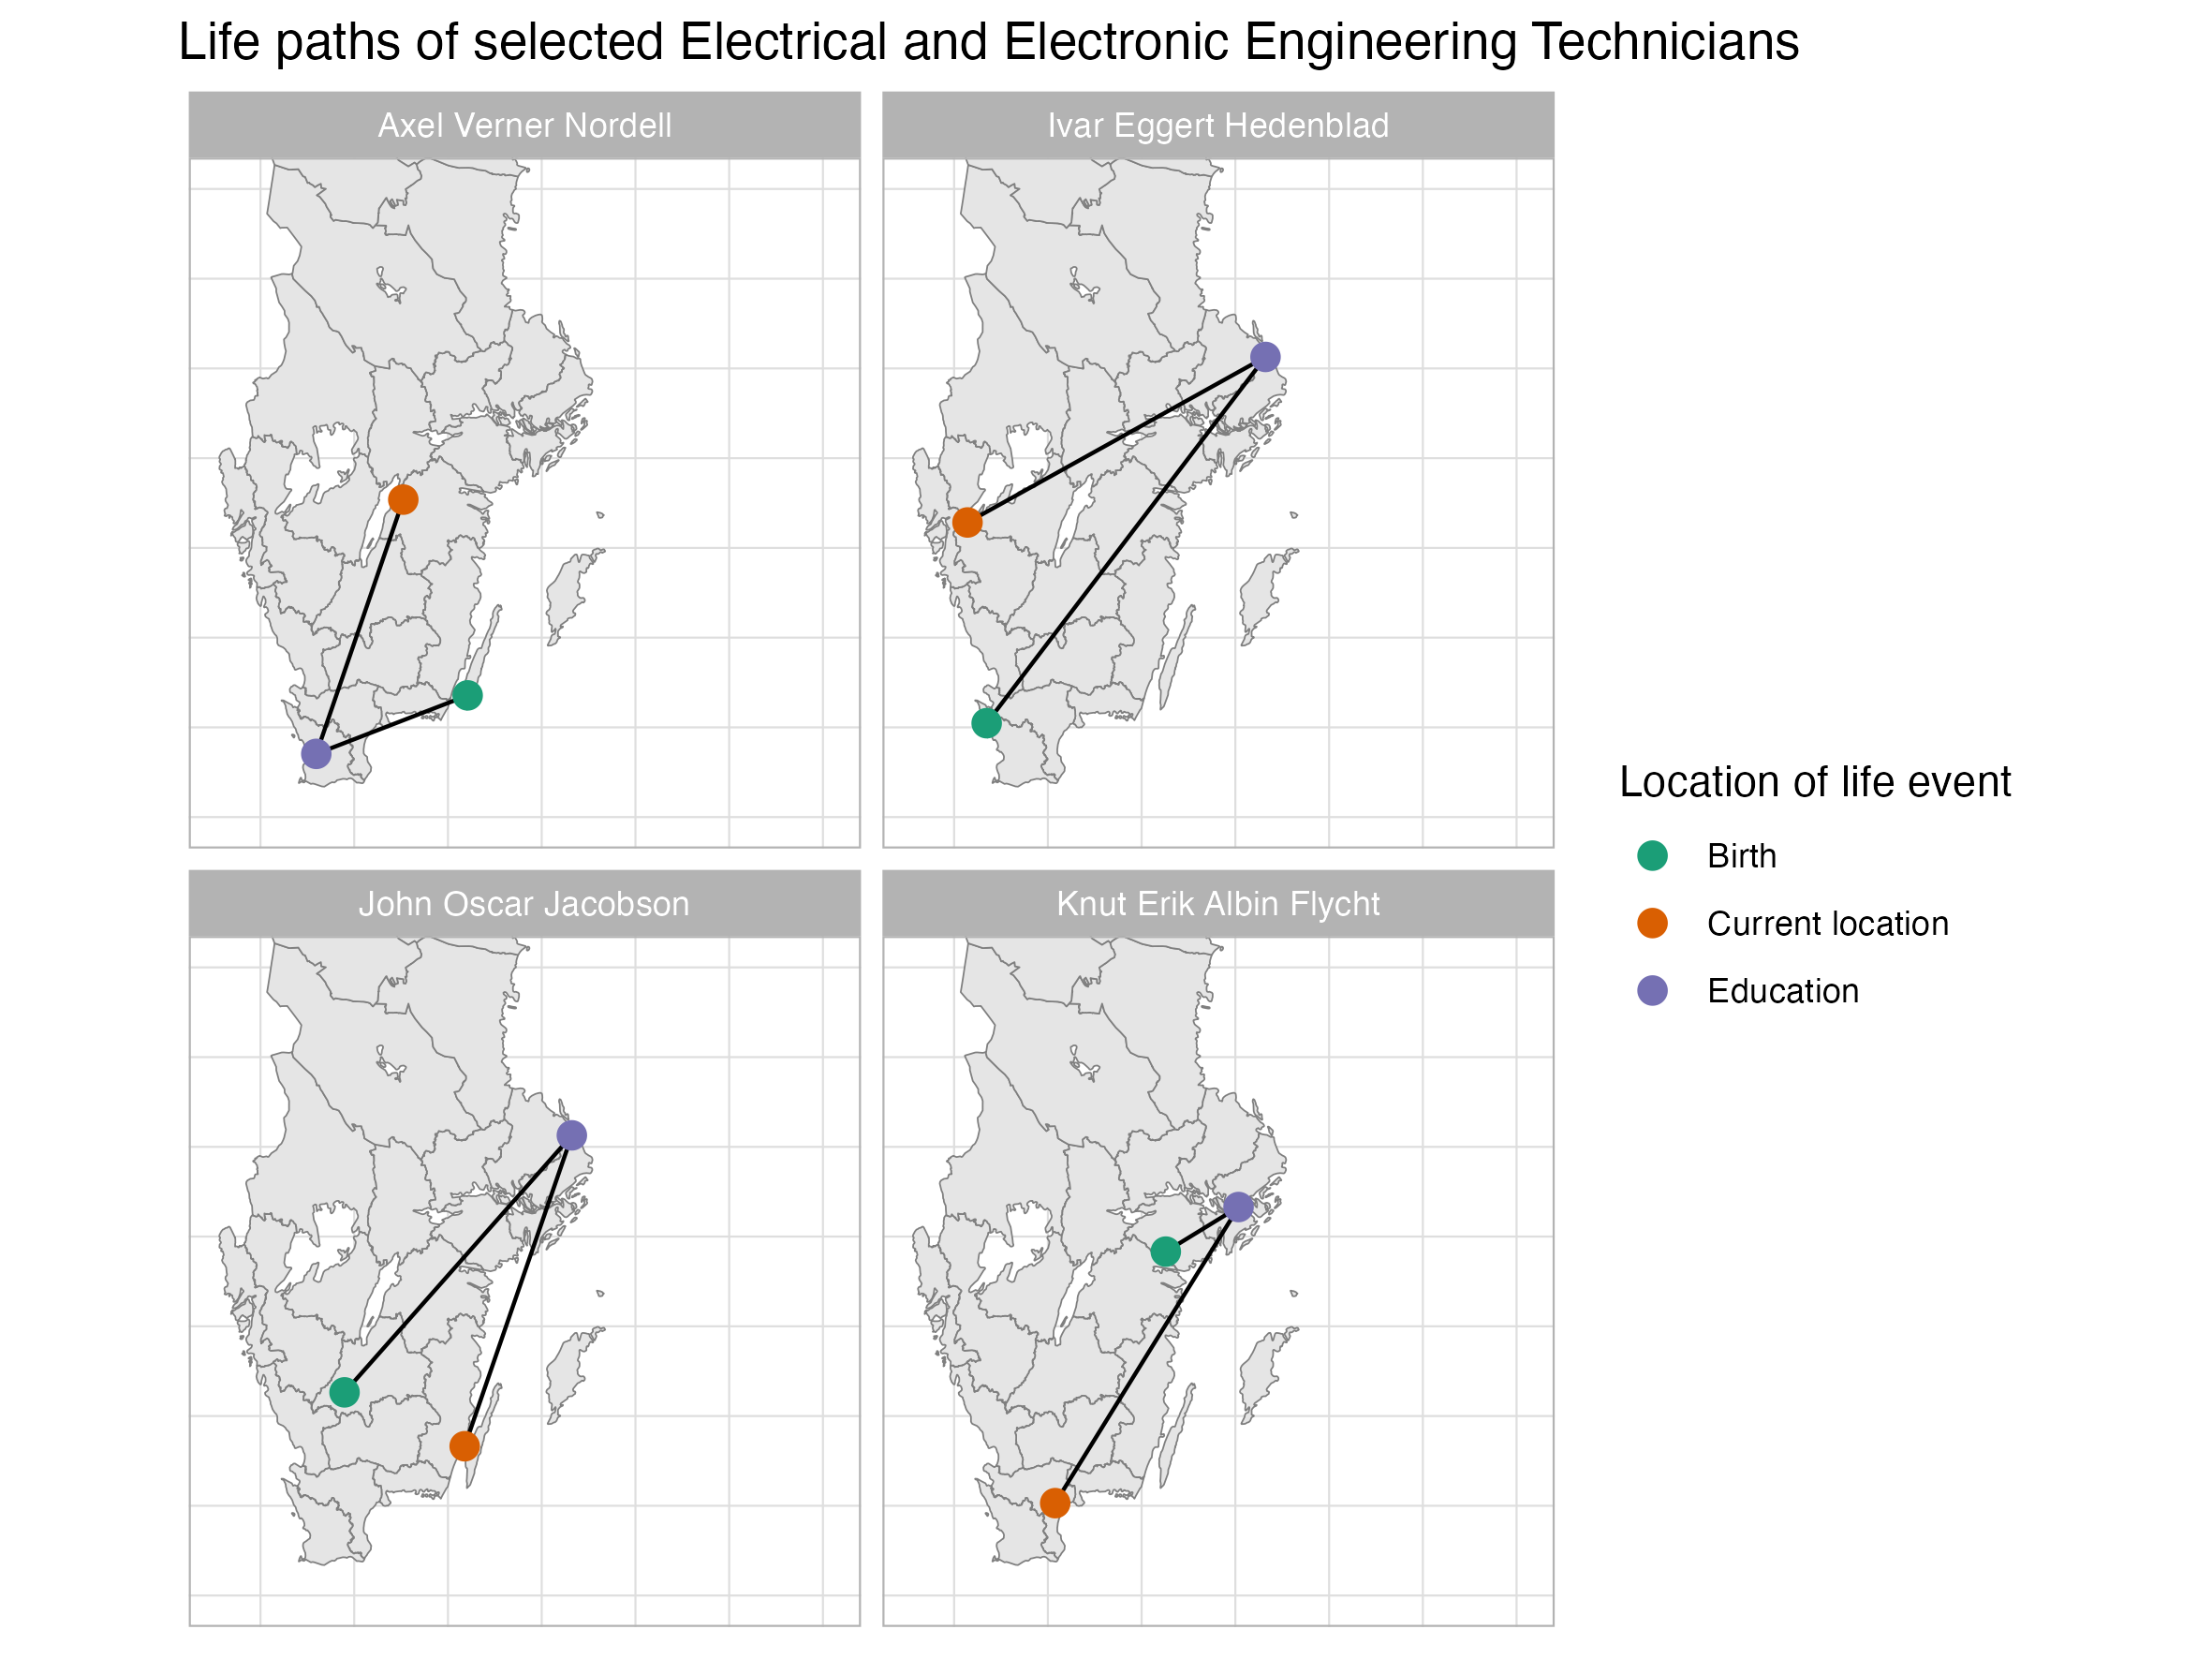 Life paths of selected Electrical and Electronic Engineering Technicians
Axel Verner Nordell
Ivar Eggert Hedenblad
John Oscar Jacobson
Knut Erik Albin Flycht
Location of life event
Birth
Current location
Education